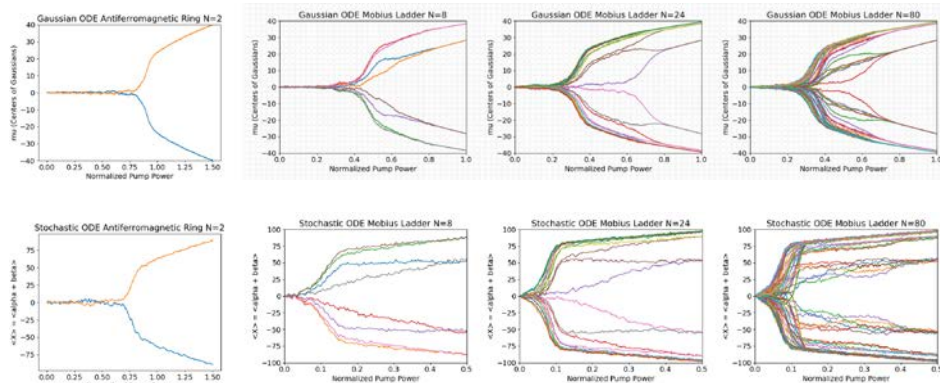 Gaussian ODE Antiferromagnetic Ring N=2
mu (Centers of Gaussians)
40
30
20
10
0
−10
−20
−30
−40
0.00 0.25 0.50 0.75 1.00 1.25 1.50
Normalized Pump Power
Gaussian ODE Mobius Ladder N=8
mu (Centers of Gaussians)
40
30
20
10
0
−10
−20
−30
−40
0.0 0.2 0.4 0.6 0.8 1.0
Normalized Pump Power
Gaussian ODE Mobius Ladder N=24
mu (Centers of Gaussians)
40
30
20
10
0
−10
−20
−30
−40
0.0 0.2 0.4 0.6 0.8 1.0
Normalized Pump Power
Gaussian ODE Mobius Ladder N=80
mu (Centers of Gaussians)
40
30
20
10
0
−10
−20
−30
−40
0.0 0.2 0.4 0.6 0.8 1.0
Normalized Pump Power
Stochastic ODE Antiferromagnetic Ring N=2
<X> = <alpha + beta>
75
50
25
0
−25
−50
−75
0.00 0.25 0.50 0.75 1.00 1.25 1.50
Normalized Pump Power
Stochastic ODE Mobius Ladder N=8
<X> = <alpha + beta>
100
75
50
25
0
−25
−50
−75
−100
0.0 0.1 0.2 0.3 0.4 0.5
Normalized Pump Power
Stochastic ODE Mobius Ladder N=24
<X> = <alpha + beta>
100
75
50
25
0
−25
−50
−75
−100
0.0 0.1 0.2 0.3 0.4 0.5
Normalized Pump Power
Stochastic ODE Mobius Ladder N=80
<X> = <alpha + beta>
100
75
50
25
0
−25
−50
−75
−100
0.0 0.1 0.2 0.3 0.4 0.5
Normalized Pump Power